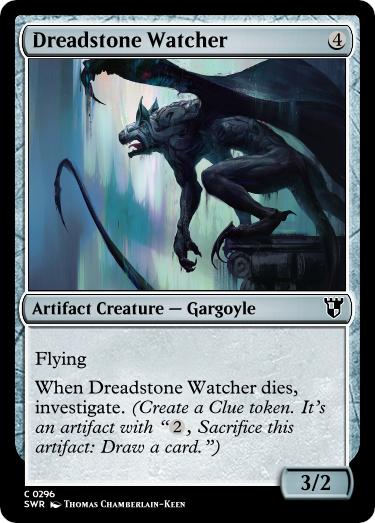 Dreadstone Watcher 4
Artifact Creature — Gargoyle
Flying
When Dreadstone Watcher dies,
investigate. (Create a Clue token. It's
an artifact with “2, Sacrifice this
artifact: Draw a card.”)
3/2
C 0296
SWR Thomas Chamberlain-Keen